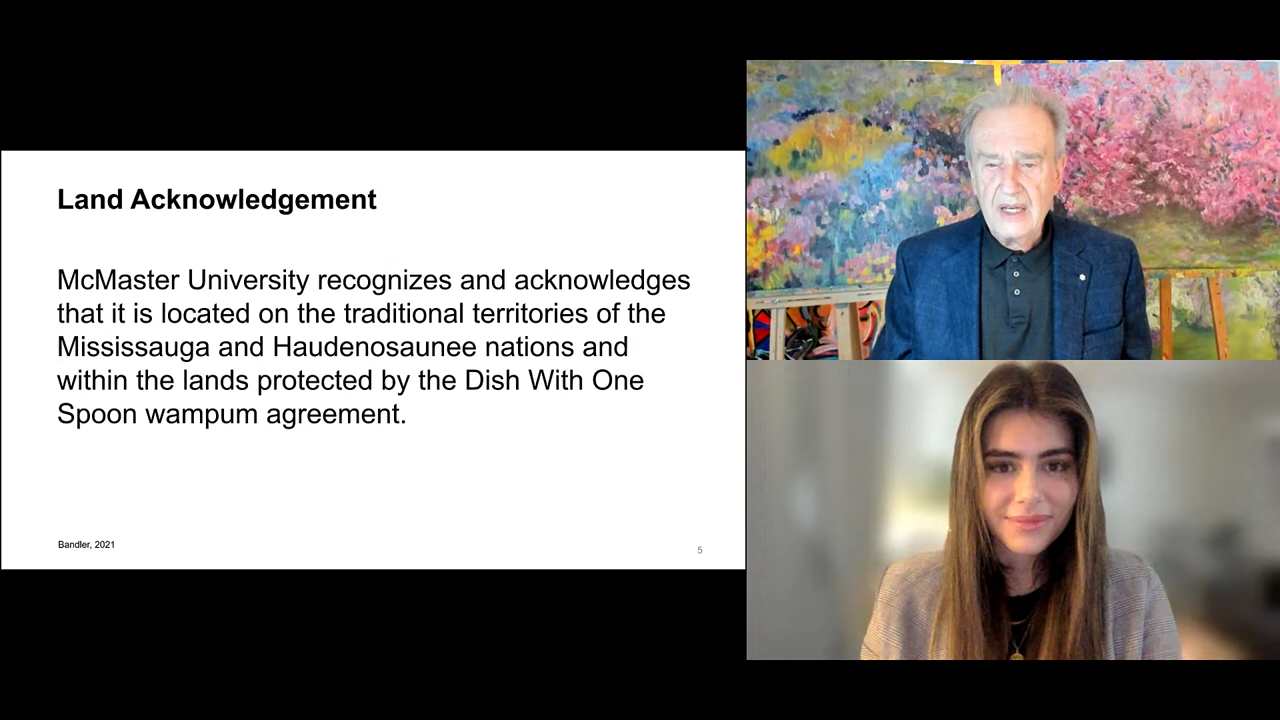 Land Acknowledgement
McMaster University recognizes and acknowledges
that it is located on the traditional territories of the
Mississauga and Haudenosaunee nations and
within the lands protected by the Dish With One
Spoon wampum agreement.
Bandler, 2021
5